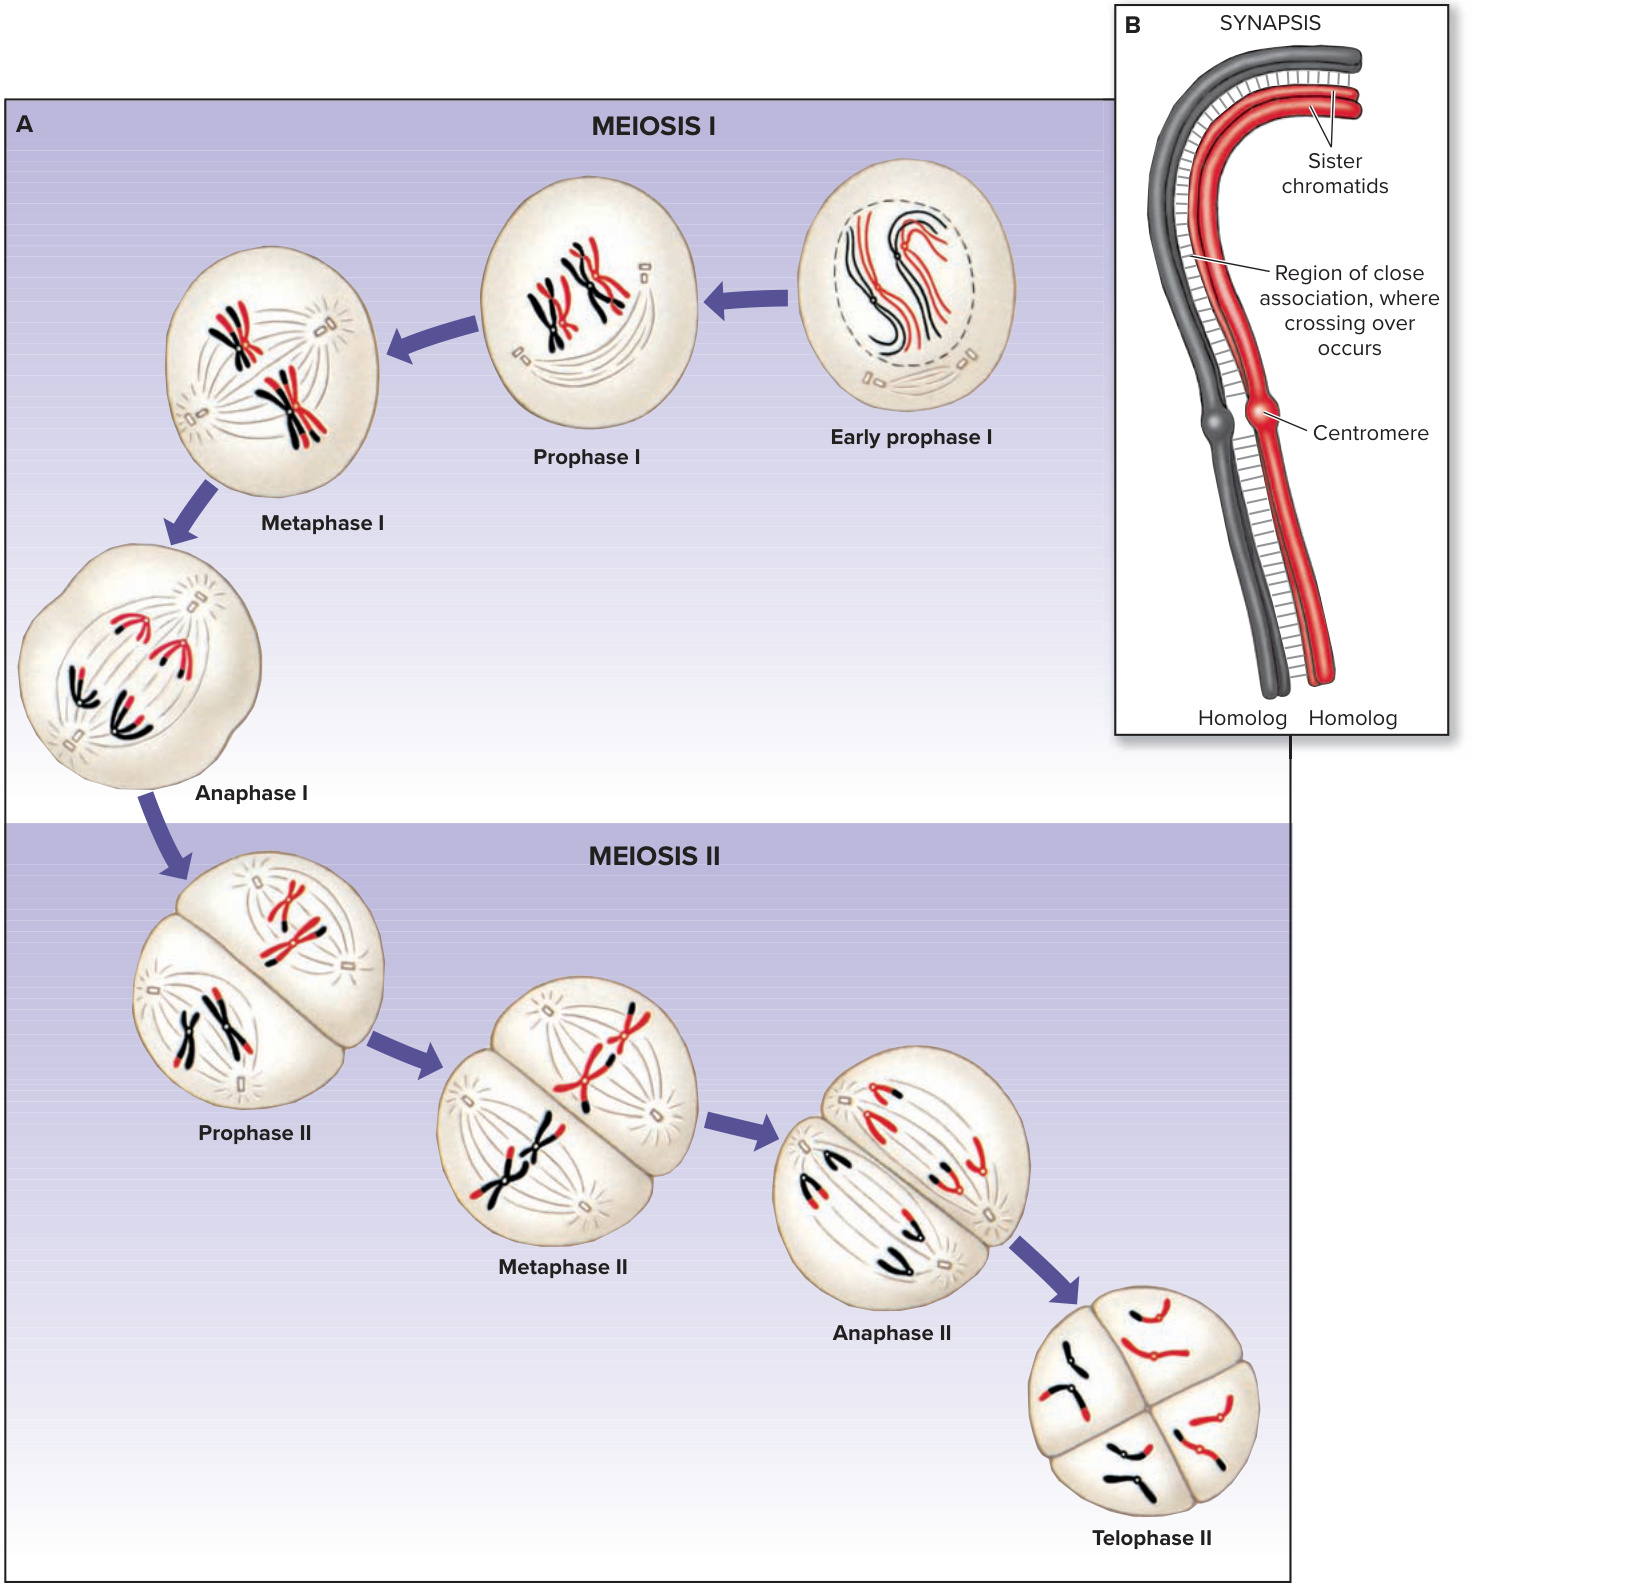 A
MEIOSIS I
Early prophase I
Prophase I
Metaphase I
Anaphase I
B
SYNAPSIS
Sister
chromatids
Region of close
association, where
crossing over
occurs
Centromere
Homolog Homolog
MEIOSIS II
Prophase II
Metaphase II
Anaphase II
Telophase II